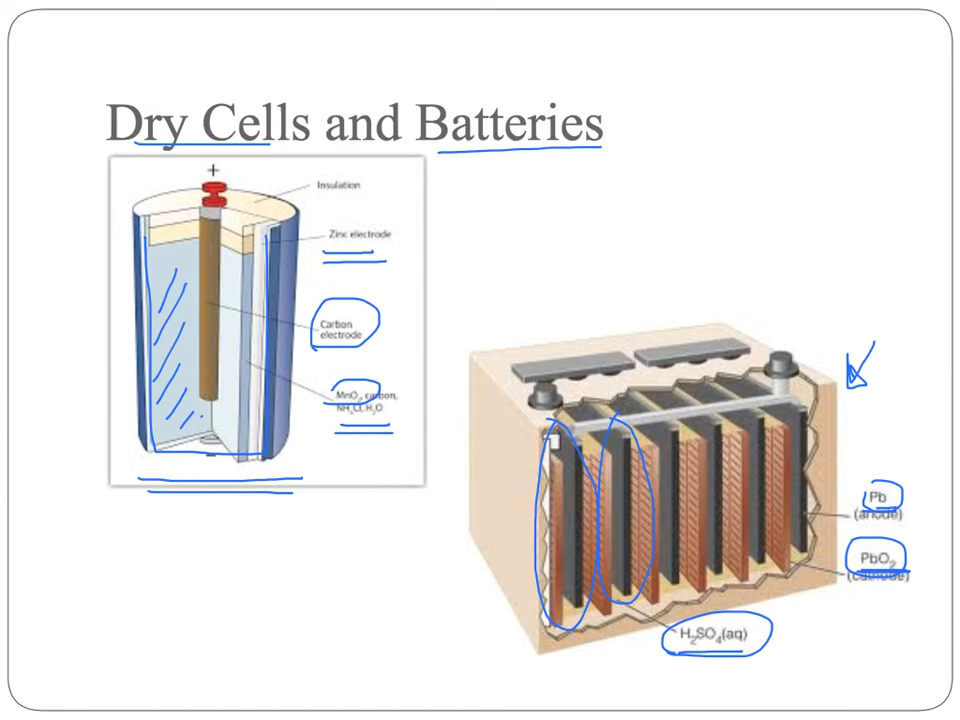 Dry Cells and Batteries
+
Insulation
Zinc electrode
Carbon
electrode
MnO₂, carbon,
NH₄Cl, H₂O
-
Pb
(anode)
PbO₂
(cathode)
H₂SO₄(aq)